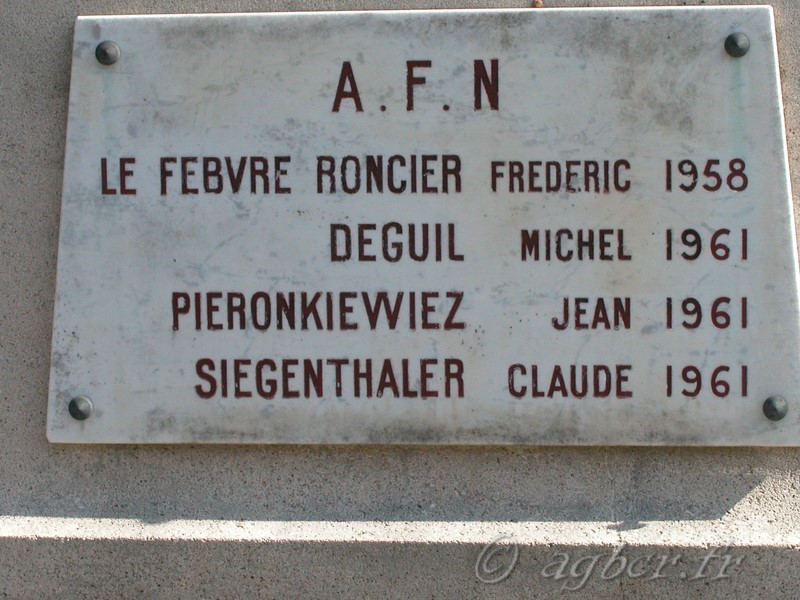 A.F.N
LE FEBVRE RONCIER FREDERIC 1958
DEGUIL MICHEL 1961
PIERONKIEWIEZ JEAN 1961
SIEGENTHALER CLAUDE 1961
© agbcr.fr